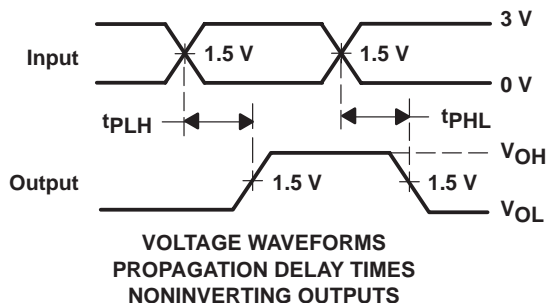 3 V
Input
1.5 V
1.5 V
0 V
tPLH
tPHL
VOH
Output
1.5 V
1.5 V
VOL
VOLTAGE WAVEFORMS
PROPAGATION DELAY TIMES
NONINVERTING OUTPUTS